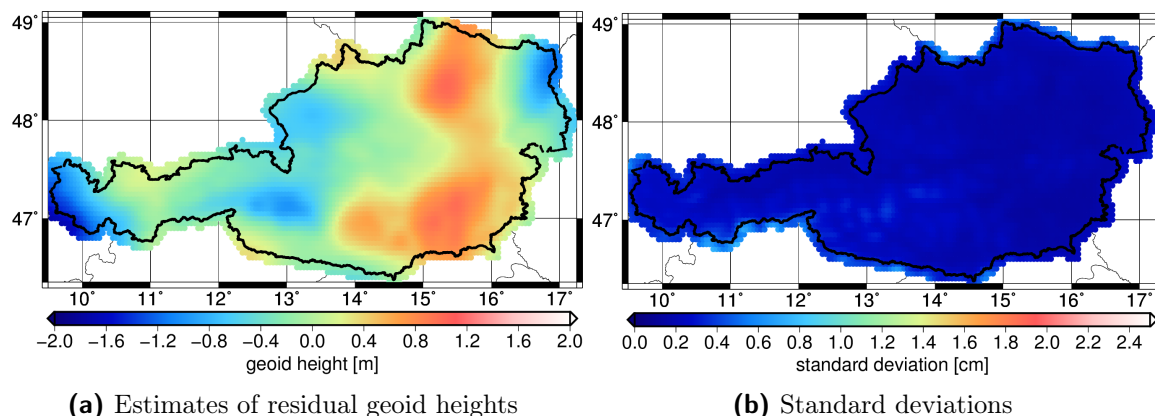 49˚
48˚
47˚
10˚ 11˚ 12˚ 13˚ 14˚ 15˚ 16˚ 17˚
−2.0 −1.6 −1.2 −0.8 −0.4 0.0 0.4 0.8 1.2 1.6 2.0
geoid height [m]
(a) Estimates of residual geoid heights
49˚
48˚
47˚
10˚ 11˚ 12˚ 13˚ 14˚ 15˚ 16˚ 17˚
0.0 0.2 0.4 0.6 0.8 1.0 1.2 1.4 1.6 1.8 2.0 2.2 2.4
standard deviation [cm]
(b) Standard deviations